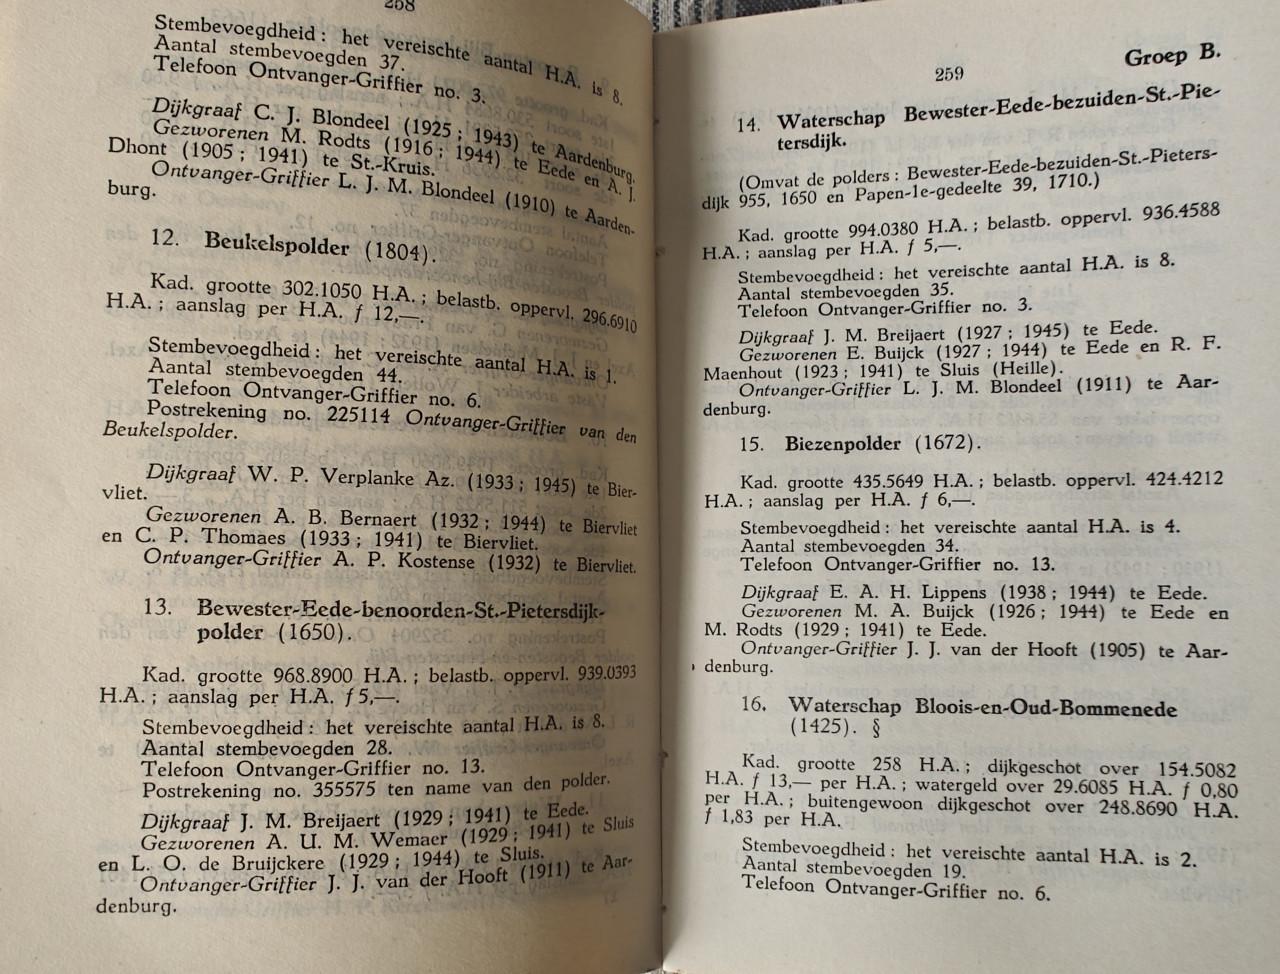 258
Stembevoegdheid: het vereischte aantal H.A. is 8.
Aantal stembevoegden 37.
Telefoon Ontvanger-Griffier no. 3.
Dijkgraaf C. J. Blondeel (1925; 1943) te Aardenburg.
Gezworenen M. Rodts (1916; 1944) te Eede en A. J.
Dhont (1905; 1941) te St.-Kruis.
Ontvanger-Griffier L. J. M. Blondeel (1910) te Aarden-
burg.
12. Beukelspolder (1804).
Kad. grootte 302.1050 H.A.; belastb. oppervl. 296.6910
H.A.; aanslag per H.A. ƒ 12,—.
Stembevoegdheid: het vereischte aantal H.A. is 1.
Aantal stembevoegden 44.
Telefoon Ontvanger-Griffier no. 6.
Postrekening no. 225114 Ontvanger-Griffier van den
Beukelspolder.
Dijkgraaf W. P. Verplanke Az. (1933; 1945) te Bier-
vliet.
Gezworenen A. B. Bernaert (1932; 1944) te Biervliet
en C. P. Thomaes (1933; 1941) te Biervliet.
Ontvanger-Griffier A. P. Kostense (1932) te Biervliet.
13. Bewester-Eede-benoorden-St.-Pietersdijk-
polder (1650).
Kad. grootte 968.8900 H.A.; belastb. oppervl. 939.0393
H.A.; aanslag per H.A. ƒ 5,—.
Stembevoegdheid: het vereischte aantal H.A. is 8.
Aantal stembevoegden 28.
Telefoon Ontvanger-Griffier no. 13.
Postrekening no. 355575 ten name van den polder.
Dijkgraaf J. M. Breijaert (1929; 1941) te Eede.
Gezworenen A. U. M. Wemaer (1929; 1941) te Sluis
en L. O. de Bruijckere (1929; 1944) te Sluis.
Ontvanger-Griffier J. J. van der Hooft (1911) te Aar-
denburg.
259
Groep B.
14. Waterschap Bewester-Eede-bezuiden-St.-Pie-
tersdijk.
(Omvat de polders: Bewester-Eede-bezuiden-St.-Pieters-
dijk 955, 1650 en Papen-1e-gedeelte 39, 1710.)
Kad. grootte 994.0380 H.A.; belastb. oppervl. 936.4588
H.A.; aanslag per H.A. ƒ 5,—.
Stembevoegdheid: het vereischte aantal H.A. is 8.
Aantal stembevoegden 35.
Telefoon Ontvanger-Griffier no. 3.
Dijkgraaf J. M. Breijaert (1927; 1945) te Eede.
Gezworenen E. Buijck (1927; 1944) te Eede en R. F.
Maenhout (1923; 1941) te Sluis (Heille).
Ontvanger-Griffier L. J. M. Blondeel (1911) te Aar-
denburg.
15. Biezenpolder (1672).
Kad. grootte 435.5649 H.A.; belastb. oppervl. 424.4212
H.A.; aanslag per H.A. ƒ 6,—.
Stembevoegdheid: het vereischte aantal H.A. is 4.
Aantal stembevoegden 34.
Telefoon Ontvanger-Griffier no. 13.
Dijkgraaf E. A. H. Lippens (1938; 1944) te Eede.
Gezworenen M. A. Buijck (1926; 1944) te Eede en
M. Rodts (1929; 1941) te Eede.
Ontvanger-Griffier J. J. van der Hooft (1905) te Aar-
denburg.
16. Waterschap Bloois-en-Oud-Bommenede
(1425). §
Kad. grootte 258 H.A.; dijkgeschot over 154.5082
H.A. ƒ 13,— per H.A.; watergeld over 29.6085 H.A. ƒ 0,80
per H.A.; buitengewoon dijkgeschot over 248.8690 H.A.
ƒ 1,83 per H.A.
Stembevoegdheid: het vereischte aantal H.A. is 2.
Aantal stembevoegden 19.
Telefoon Ontvanger-Griffier no. 6.